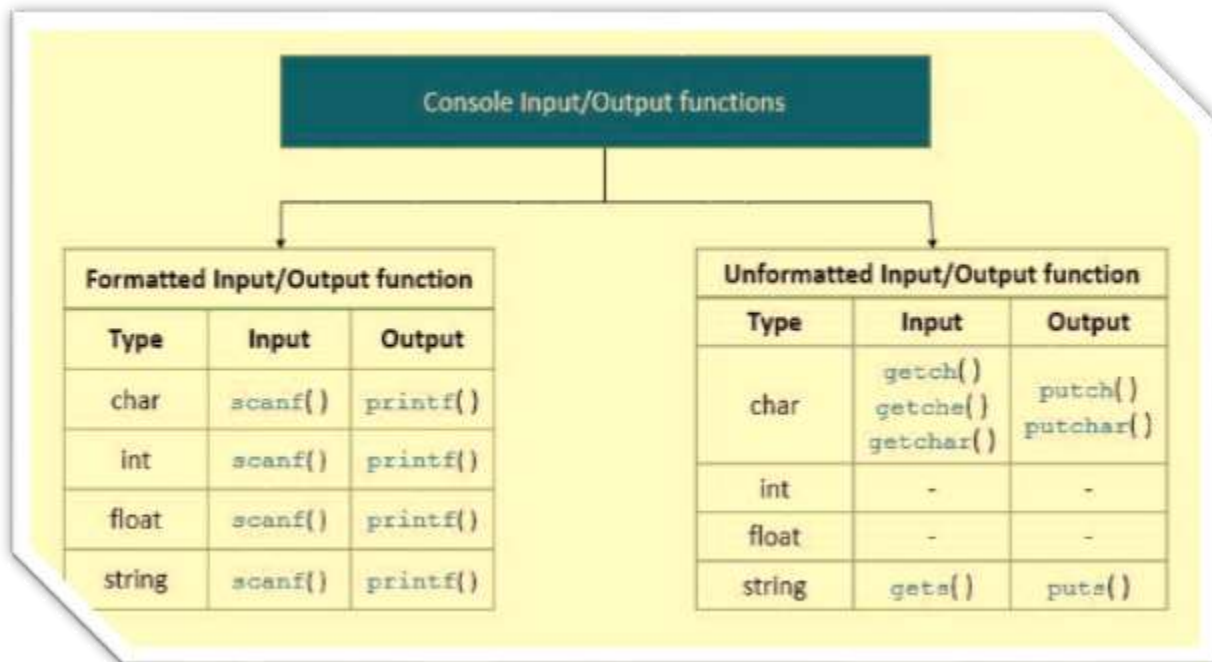 Console Input/Output functions
Formatted Input/Output function
Type Input Output
char scanf() printf()
int scanf() printf()
float scanf() printf()
string scanf() printf()
Unformatted Input/Output function
Type Input Output
char
getch()
getche()
getchar()
putch()
putchar()
int - -
float - -
string gets() puts()